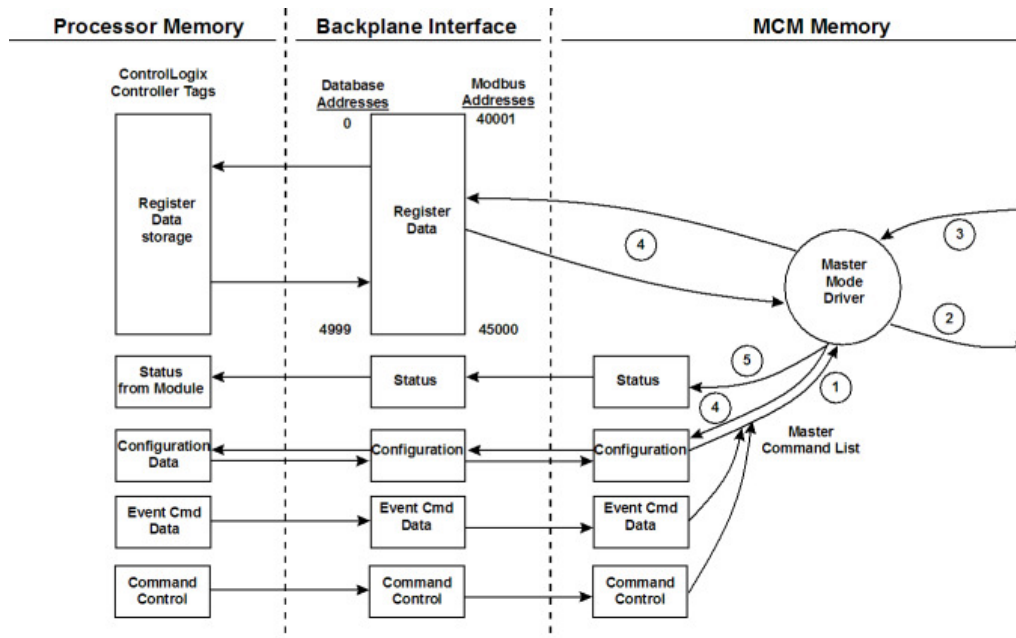 Processor Memory
Backplane Interface
MCM Memory
ControlLogix
Controller Tags
Database
Addresses
Modbus
Addresses
0
40001
Register
Data
storage
Register
Data
4
3
Master
Mode
Driver
2
4999
45000
5
1
Status
from Module
Status
Status
4
Master
Command List
Configuration
Data
Configuration
Configuration
Event Cmd
Data
Event Cmd
Data
Event Cmd
Data
Command
Control
Command
Control
Command
Control